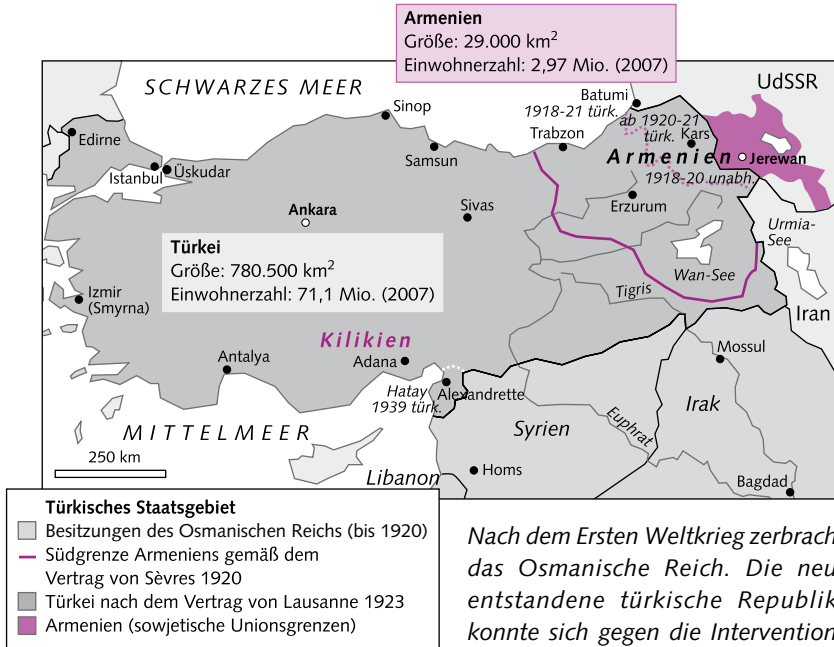 Armenien
Größe: 29.000 km²
Einwohnerzahl: 2,97 Mio. (2007)
SCHWARZES MEER
UdSSR
Batumi
1918-21 türk.
Sinop
ab 1920-21
türk.
Kars
Edirne
Trabzon
Samsun
Armenien
Jerewan
Istanbul
Üskudar
1918-20 unabh.
Erzurum
Ankara
Sivas
Urmia-
See
Türkei
Größe: 780.500 km²
Einwohnerzahl: 71,1 Mio. (2007)
Wan-See
Izmir
(Smyrna)
Tigris
Iran
Kilikien
Antalya
Adana
Mossul
Hatay
1939 türk.
Alexandrette
Irak
MITTELMEER
Syrien
Euphrat
250 km
Libanon
Homs
Bagdad
Türkisches Staatsgebiet
Besitzungen des Osmanischen Reichs (bis 1920)
Südgrenze Armeniens gemäß dem
Vertrag von Sèvres 1920
Türkei nach dem Vertrag von Lausanne 1923
Armenien (sowjetische Unionsgrenzen)
Nach dem Ersten Weltkrieg zerbrach
das Osmanische Reich. Die neu
entstandene türkische Republik
konnte sich gegen die Intervention